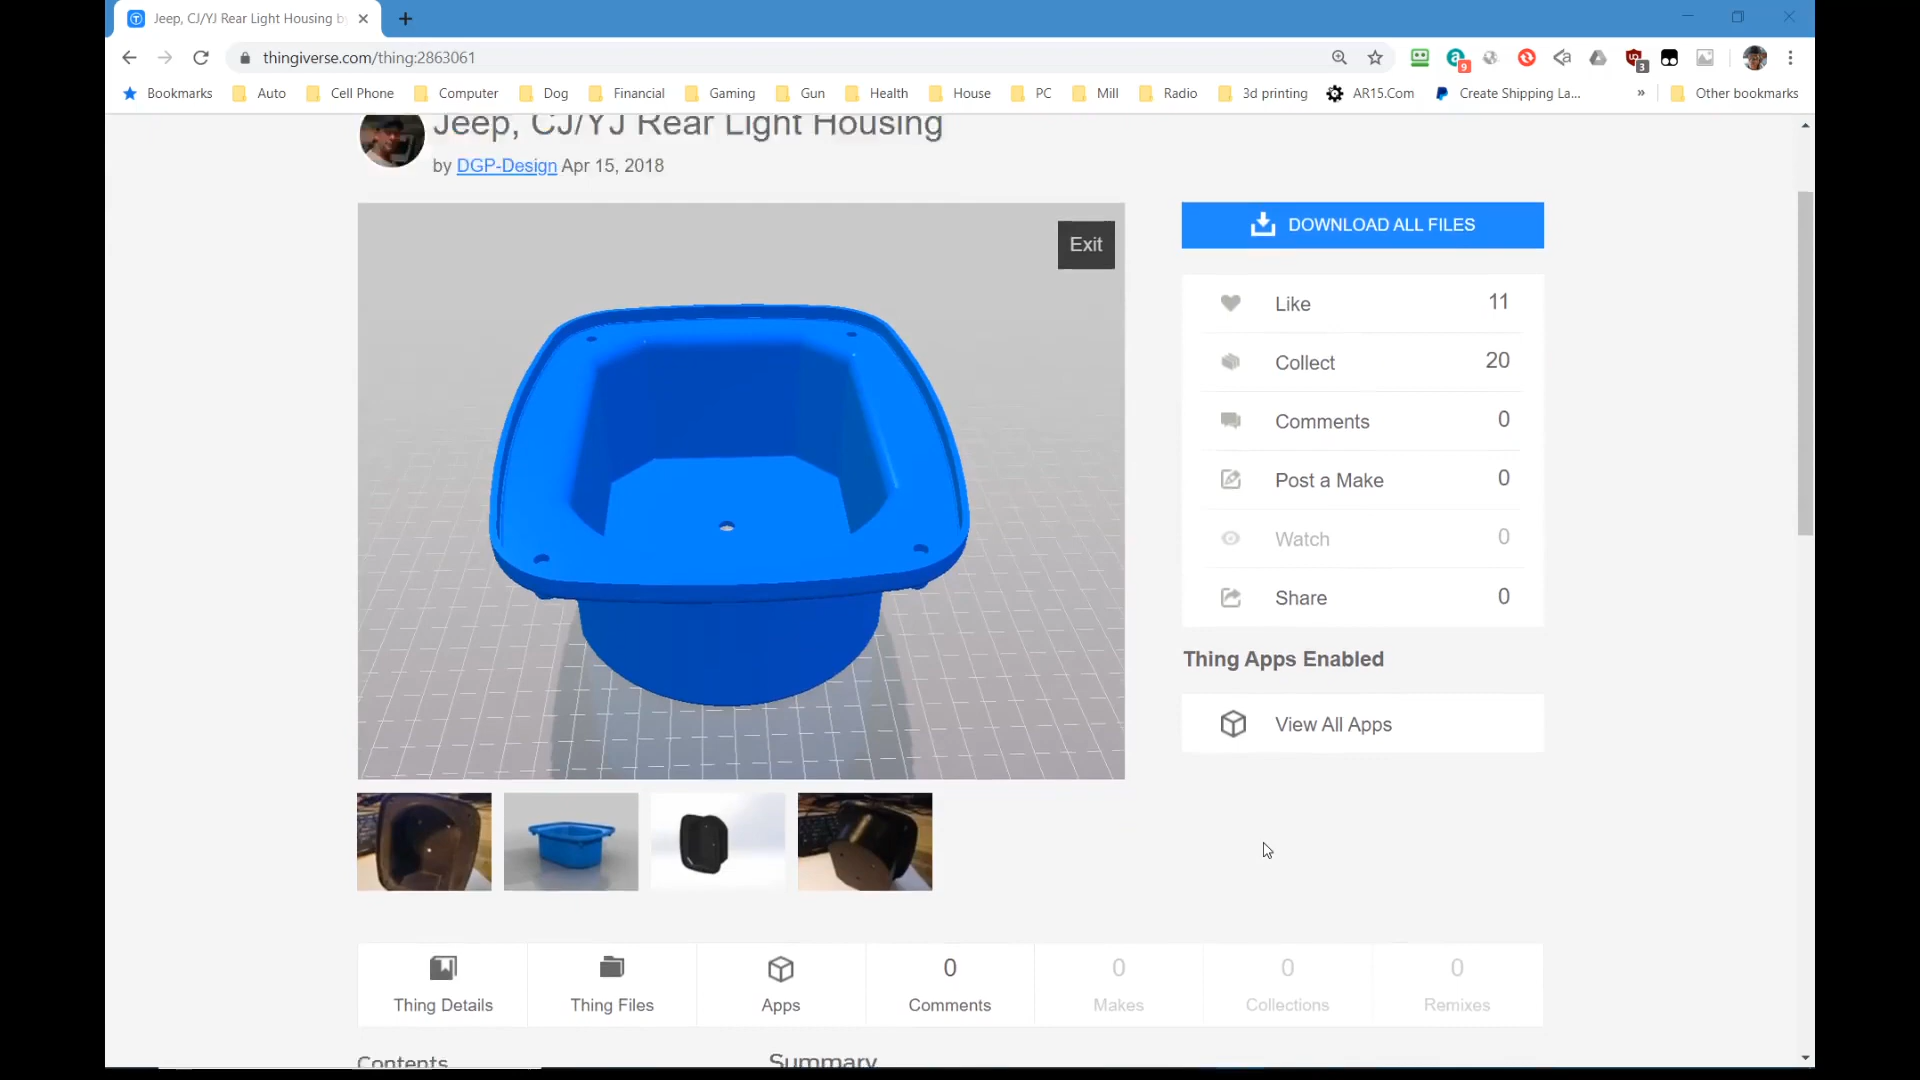 Jeep, CJ/YJ Rear Light Housing by
thingiverse.com/thing:2863061
9
3
Bookmarks
Auto
Cell Phone
Computer
Dog
Financial
Gaming
Gun
Health
House
PC
Mill
Radio
3d printing
AR15.Com
Create Shipping La...
»
Other bookmarks
Jeep, CJ/YJ Rear Light Housing
by DGP-Design Apr 15, 2018
Exit
DOWNLOAD ALL FILES
Like 11
Collect 20
Comments 0
Post a Make 0
Watch 0
Share 0
Thing Apps Enabled
View All Apps
Thing Details
Thing Files
Apps
0
Comments
0
Makes
0
Collections
0
Remixes
Contents
Summary